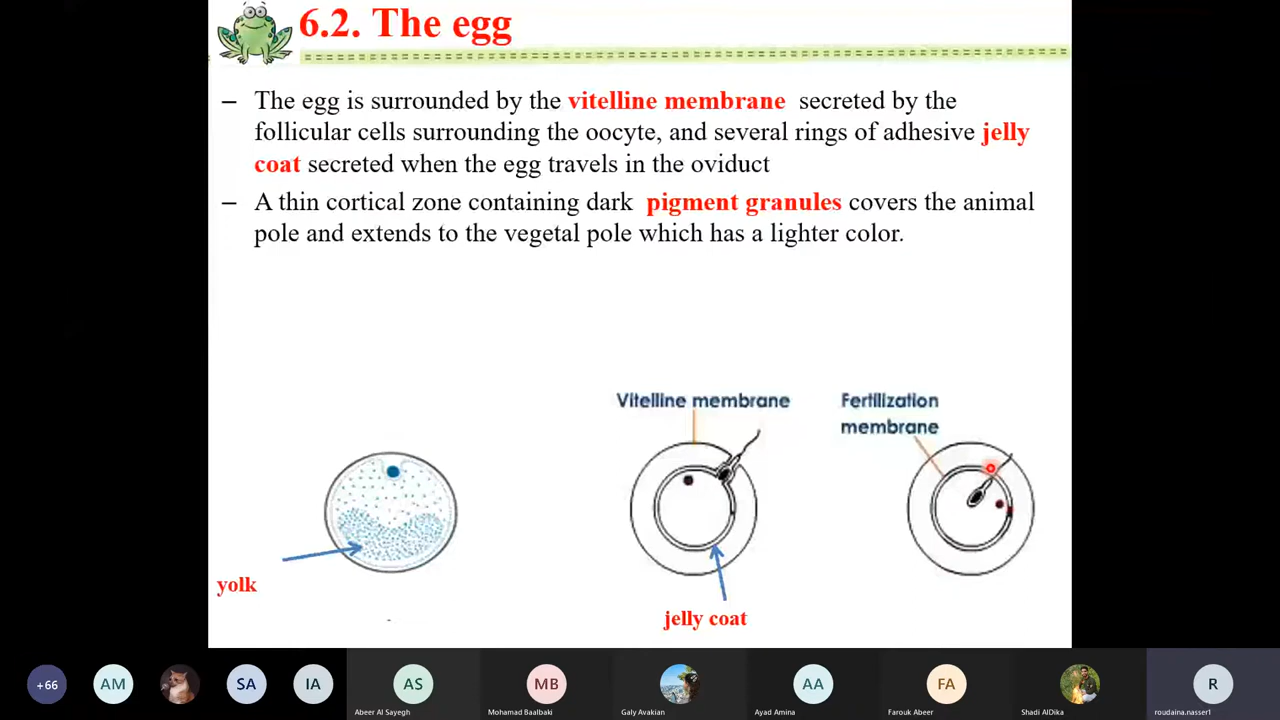 6.2. The egg
– The egg is surrounded by the vitelline membrane secreted by the
follicular cells surrounding the oocyte, and several rings of adhesive jelly
coat secreted when the egg travels in the oviduct
– A thin cortical zone containing dark pigment granules covers the animal
pole and extends to the vegetal pole which has a lighter color.
Vitelline membrane
Fertilization
membrane
yolk
jelly coat
+66
AM
SA
IA
AS
Abeer Al Sayegh
MB
Mohamad Baalbaki
Galy Avakian
AA
Ayad Amina
FA
Farouk Abeer
Shadi AlDika
R
roudaina.nasser1